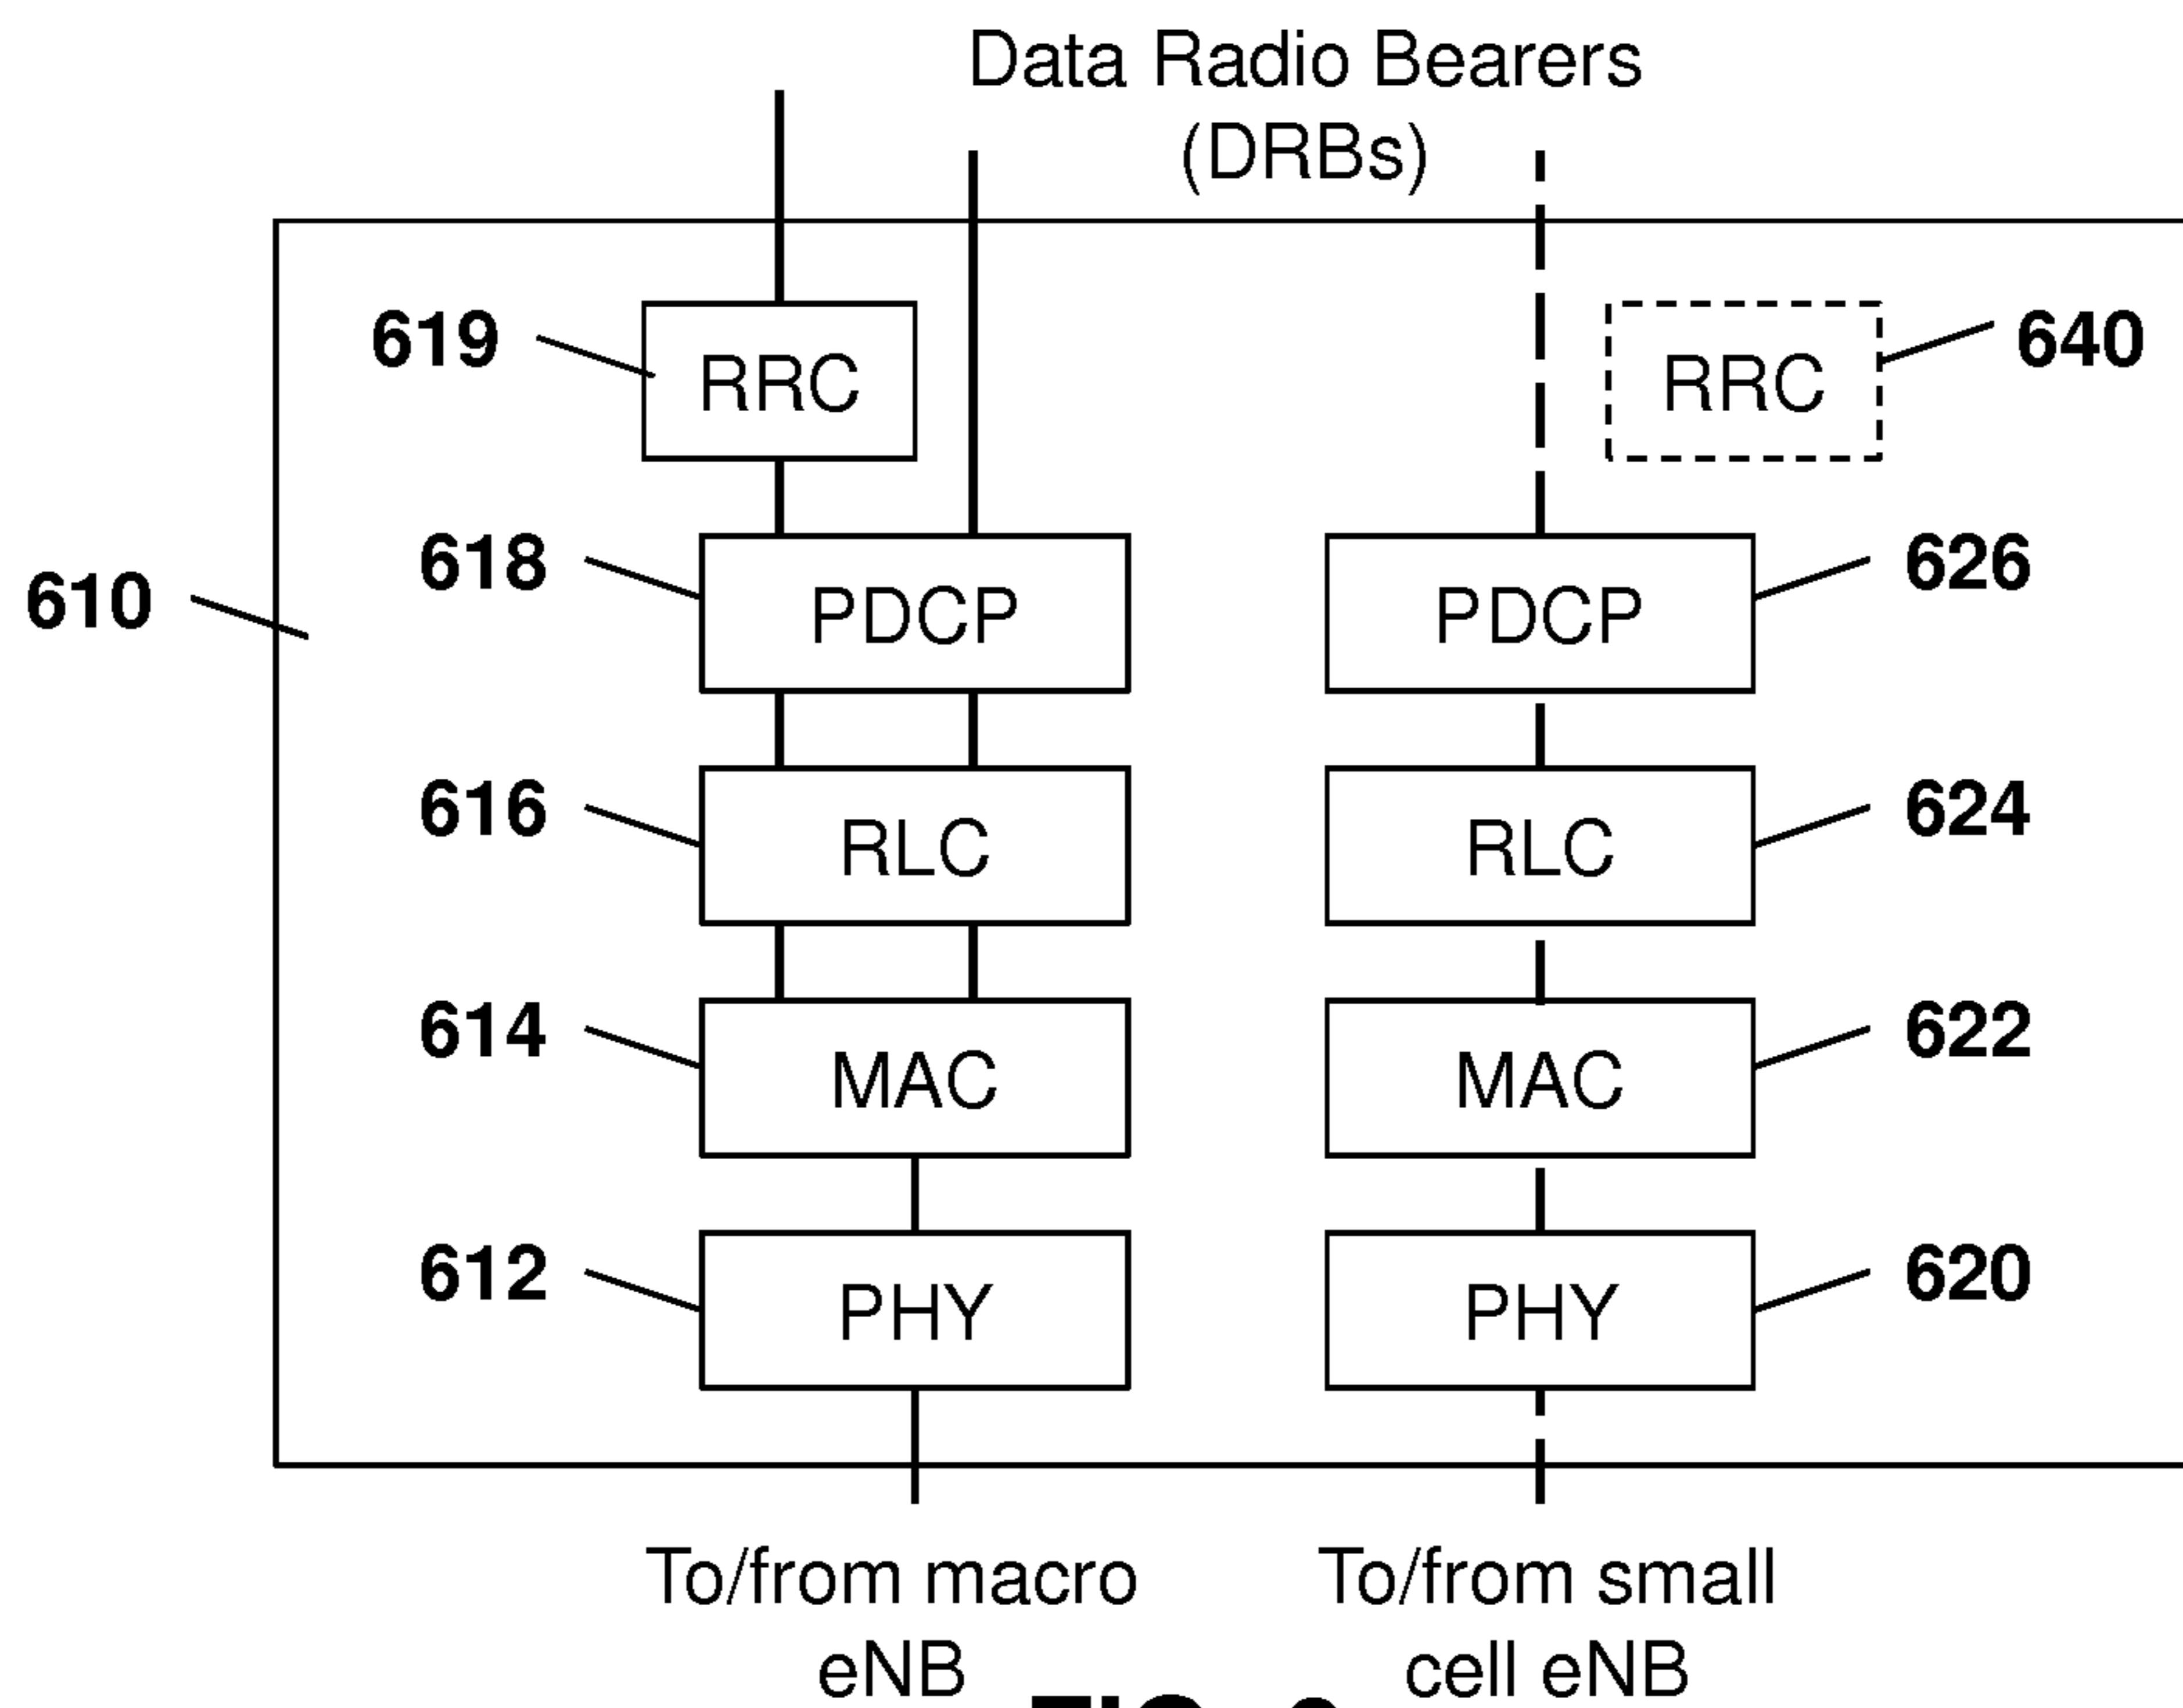 Data Radio Bearers
(DRBs)
619
RRC
RRC
640
618
PDCP
PDCP
626
610
616
RLC
RLC
624
614
MAC
MAC
622
612
PHY
PHY
620
To/from macro
eNB
To/from small
cell eNB